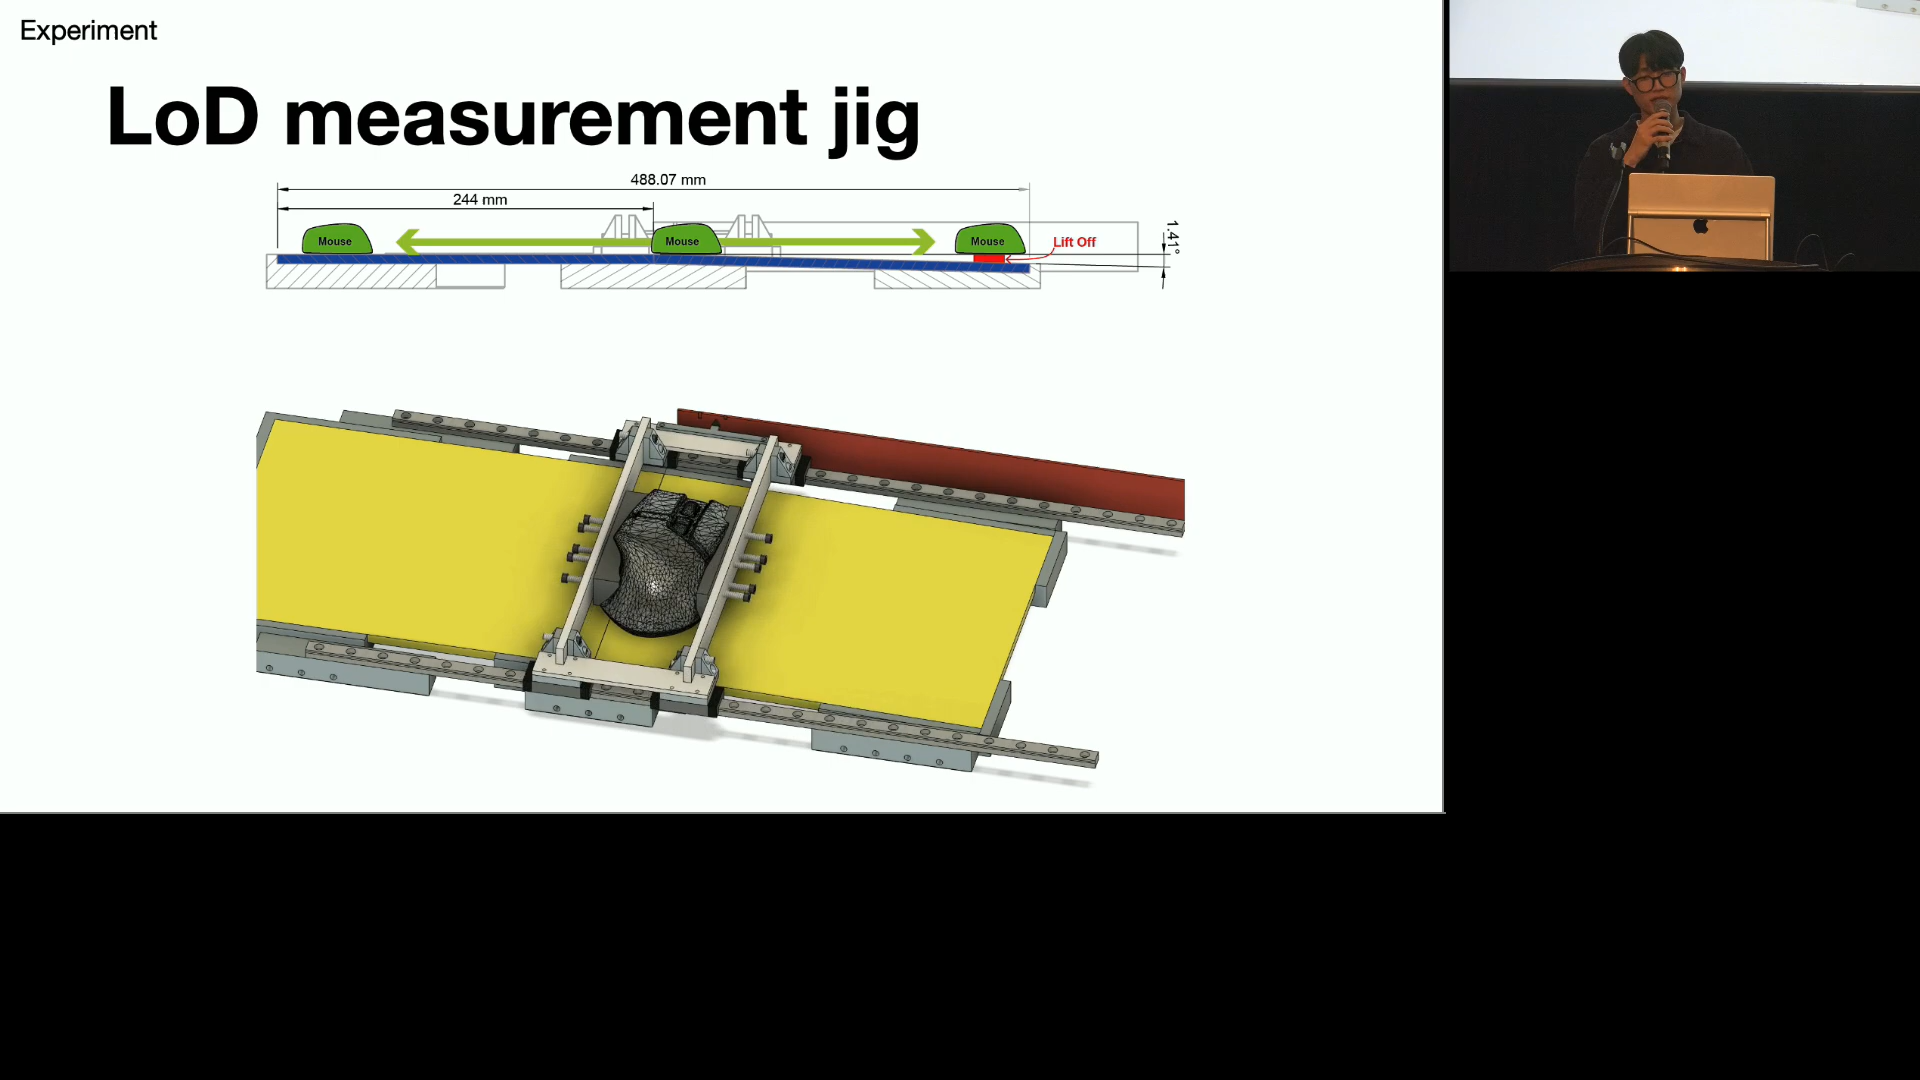 Experiment
LoD measurement jig
488.07 mm
244 mm
Mouse
Mouse
Mouse
Lift Off
1.41°